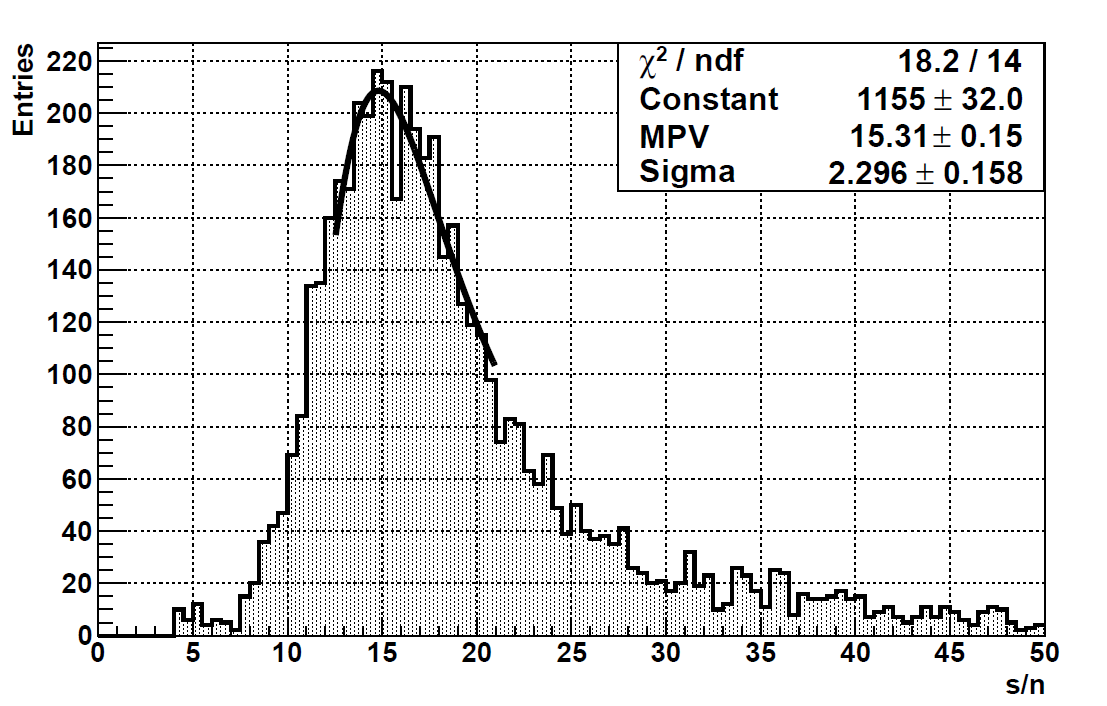 Entries
220
200
180
160
140
120
100
80
60
40
20
0
χ² / ndf 18.2 / 14
Constant 1155 ± 32.0
MPV 15.31 ± 0.15
Sigma 2.296 ± 0.158
0 5 10 15 20 25 30 35 40 45 50
s/n